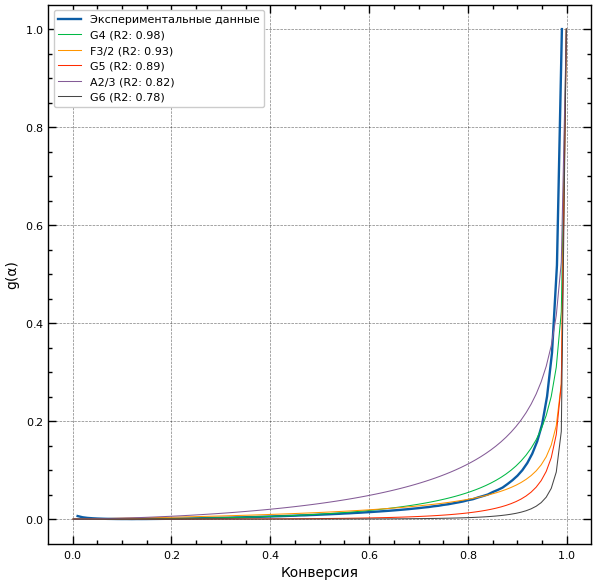 Экспериментальные данные
G4 (R2: 0.98)
F3/2 (R2: 0.93)
G5 (R2: 0.89)
A2/3 (R2: 0.82)
G6 (R2: 0.78)
1.0
0.8
0.6
0.4
0.2
0.0
g(α)
0.0 0.2 0.4 0.6 0.8 1.0
Конверсия